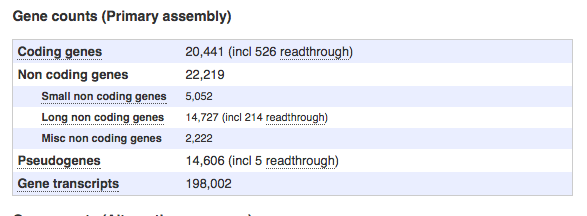 Gene counts (Primary assembly)
Coding genes 20,441 (incl 526 readthrough)
Non coding genes 22,219
Small non coding genes 5,052
Long non coding genes 14,727 (incl 214 readthrough)
Misc non coding genes 2,222
Pseudogenes 14,606 (incl 5 readthrough)
Gene transcripts 198,002